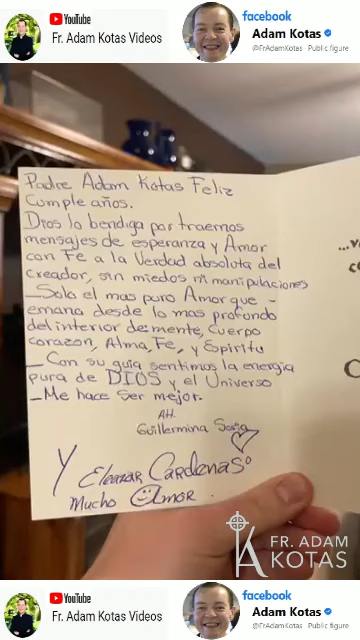 YouTube
Fr. Adam Kotas Videos
facebook
Adam Kotas
@FrAdamKotas · Public figure
Padre Adam Kotas Feliz
Cumple años.
Dios lo bendiga por traernos
mensajes de esperanza y Amor
con Fe a la Verdad absoluta del
creador, sin miedos ni manipulaciones
_Solo el mas puro Amor que -
emana desde lo mas profondo
del interior de mente, Cuerpo
corazon, Alma, Fe, y Espiritu
_ Con su guia sentimos la energia
pura de DIOS y el Universo
_Me hace ser mejor.
AH.
Guillermina
Y Eleazar Cardenas
Mucho Amor.
FR. ADAM
KOTAS
YouTube
Fr. Adam Kotas Videos
facebook
Adam Kotas
@FrAdamKotas · Public figure